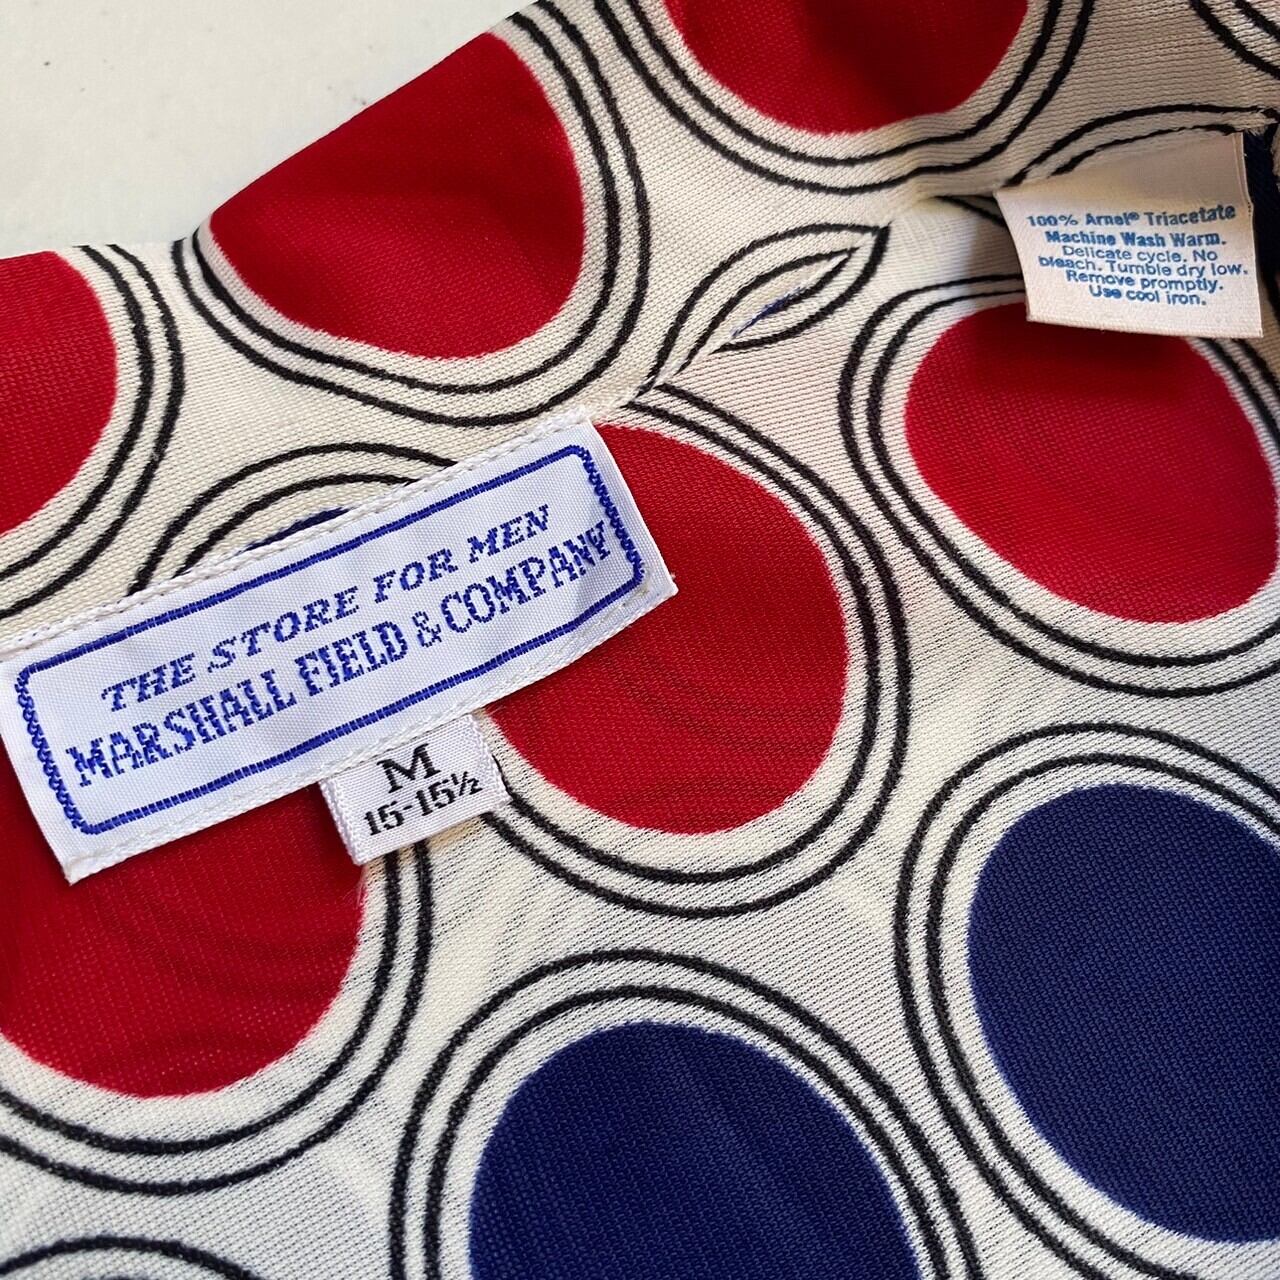 THE STORE FOR MEN
MARSHALL FIELD & COMPANY
M
15-15½
100% Arnel® Triacetate
Machine Wash Warm.
Delicate cycle. No
bleach. Tumble dry low.
Remove promptly.
Use cool iron.